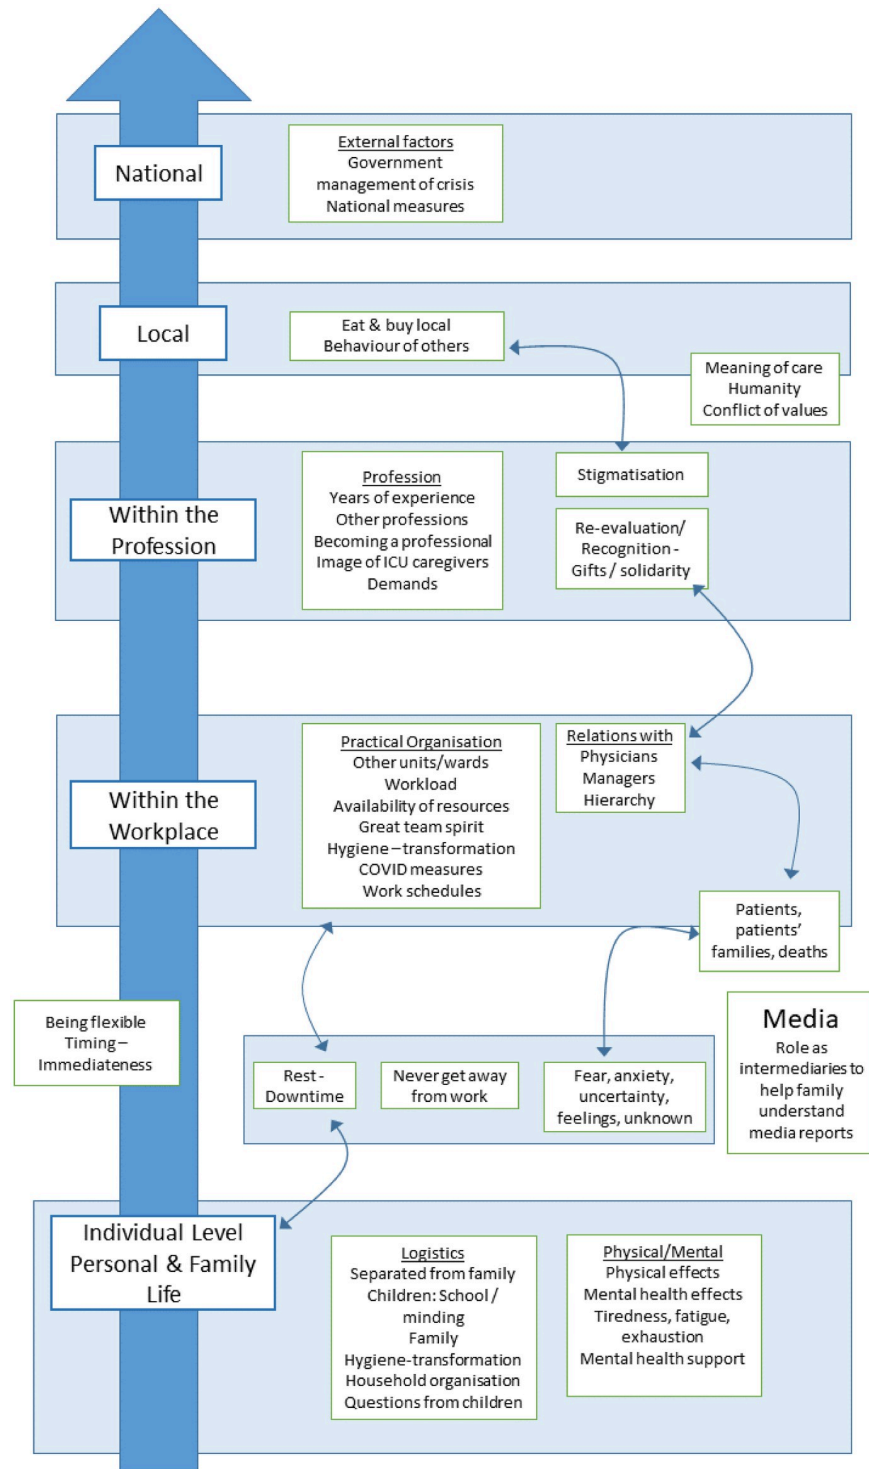 National
External factors
Government
management of crisis
National measures
Local
Eat & buy local
Behaviour of others
Meaning of care
Humanity
Conflict of values
Within the
Profession
Profession
Years of experience
Other professions
Becoming a professional
Image of ICU caregivers
Demands
Stigmatisation
Re-evaluation/
Recognition -
Gifts / solidarity
Within the
Workplace
Practical Organisation
Other units/wards
Workload
Availability of resources
Great team spirit
Hygiene – transformation
COVID measures
Work schedules
Relations with
Physicians
Managers
Hierarchy
Patients,
patients’
families, deaths
Being flexible
Timing –
Immediateness
Rest -
Downtime
Never get away
from work
Fear, anxiety,
uncertainty,
feelings, unknown
Media
Role as
intermediaries to
help family
understand
media reports
Individual Level
Personal & Family
Life
Logistics
Separated from family
Children: School /
minding
Family
Hygiene-transformation
Household organisation
Questions from children
Physical/Mental
Physical effects
Mental health effects
Tiredness, fatigue,
exhaustion
Mental health support